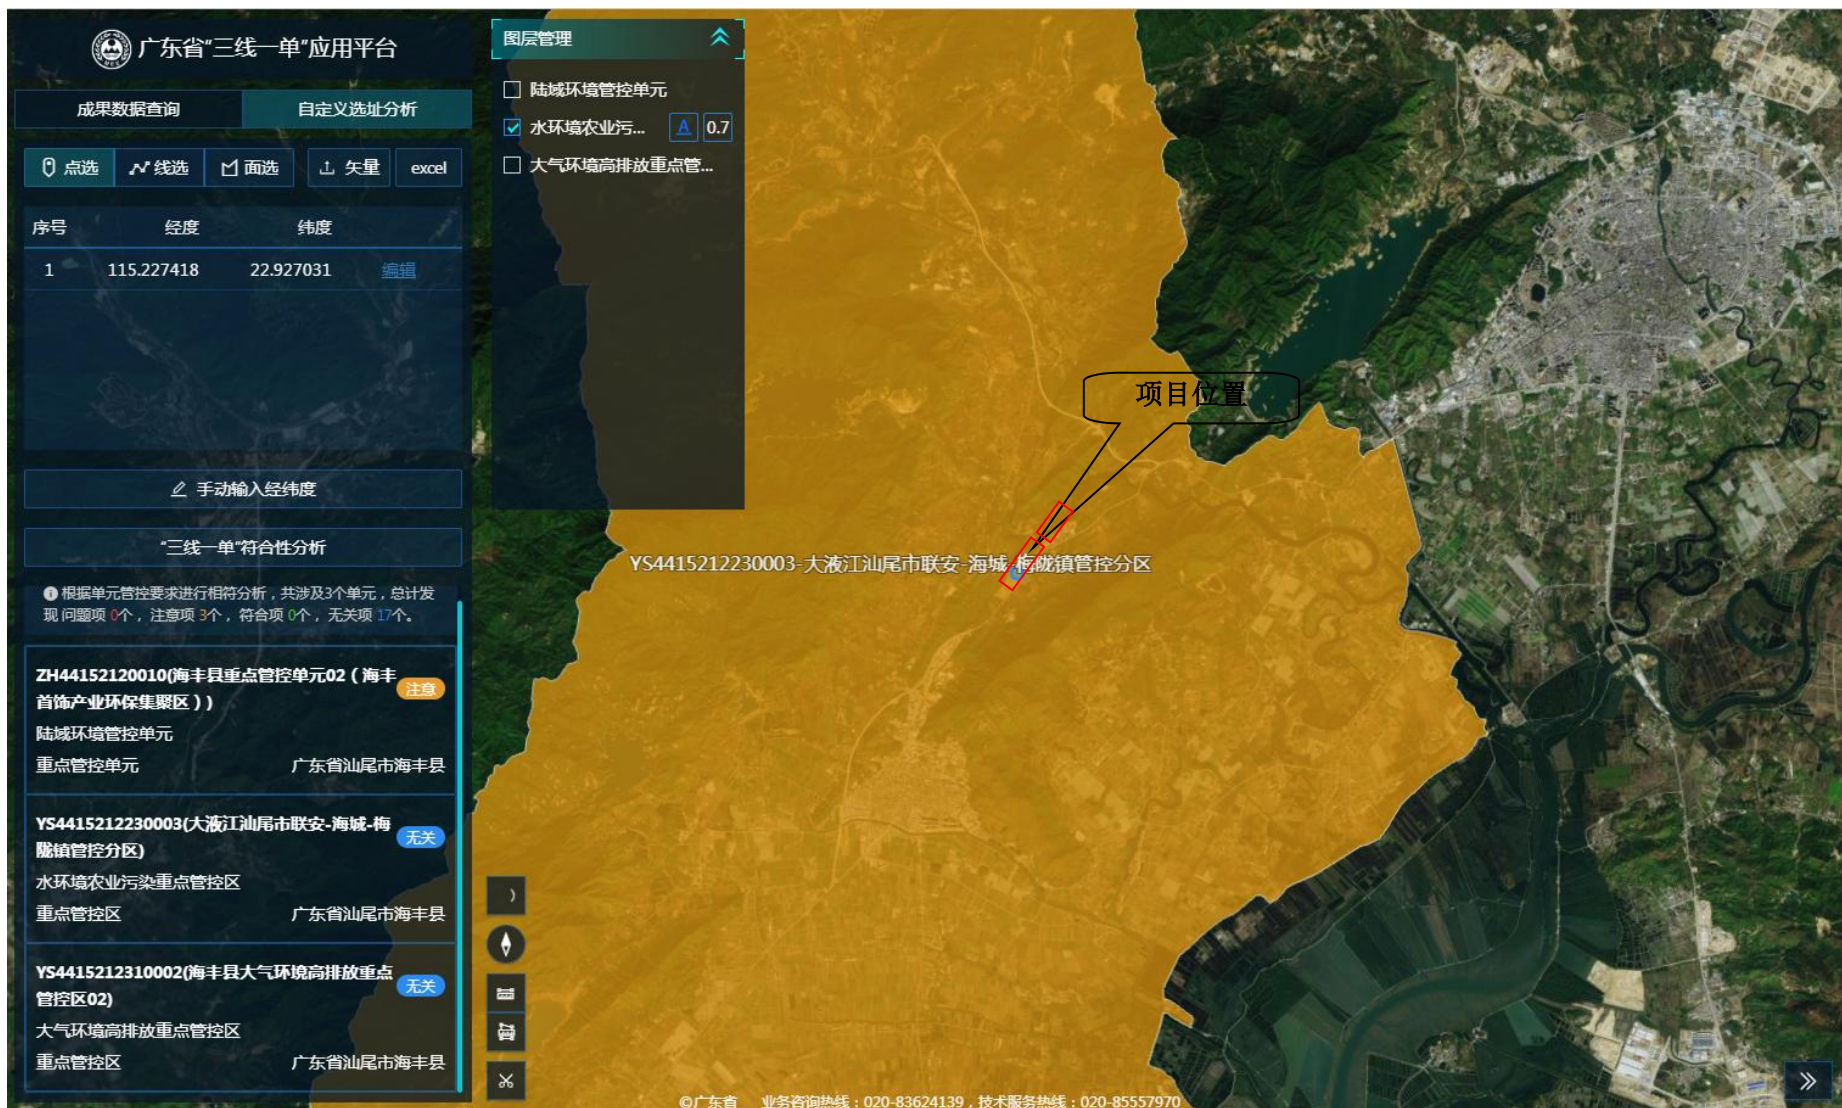 广东省“三线一单”应用平台
成果数据查询
自定义选址分析
点选
线选
面选
矢量
excel
序号 经度 纬度
1 115.227418 22.927031 编辑
手动输入经纬度
“三线一单”符合性分析
根据单元管控要求进行相符分析，共涉及3个单元，总计发
现 问题项 0个，注意项 3个，符合项 0个，无关项 17个。
ZH44152120010(海丰县重点管控单元02（海丰
首饰产业环保集聚区）)
注意
陆域环境管控单元
重点管控单元 广东省汕尾市海丰县
YS4415212230003(大液江汕尾市联安-海城-梅
陇镇管控分区)
无关
水环境农业污染重点管控区
重点管控区 广东省汕尾市海丰县
YS4415212310002(海丰县大气环境高排放重点
管控区02)
无关
大气环境高排放重点管控区
重点管控区 广东省汕尾市海丰县
图层管理
陆域环境管控单元
水环境农业污... A 0.7
大气环境高排放重点管...
项目位置
YS4415212230003-大液江汕尾市联安-海城-梅陇镇管控分区
©广东省 业务咨询热线：020-83624139，技术服务热线：020-85557970